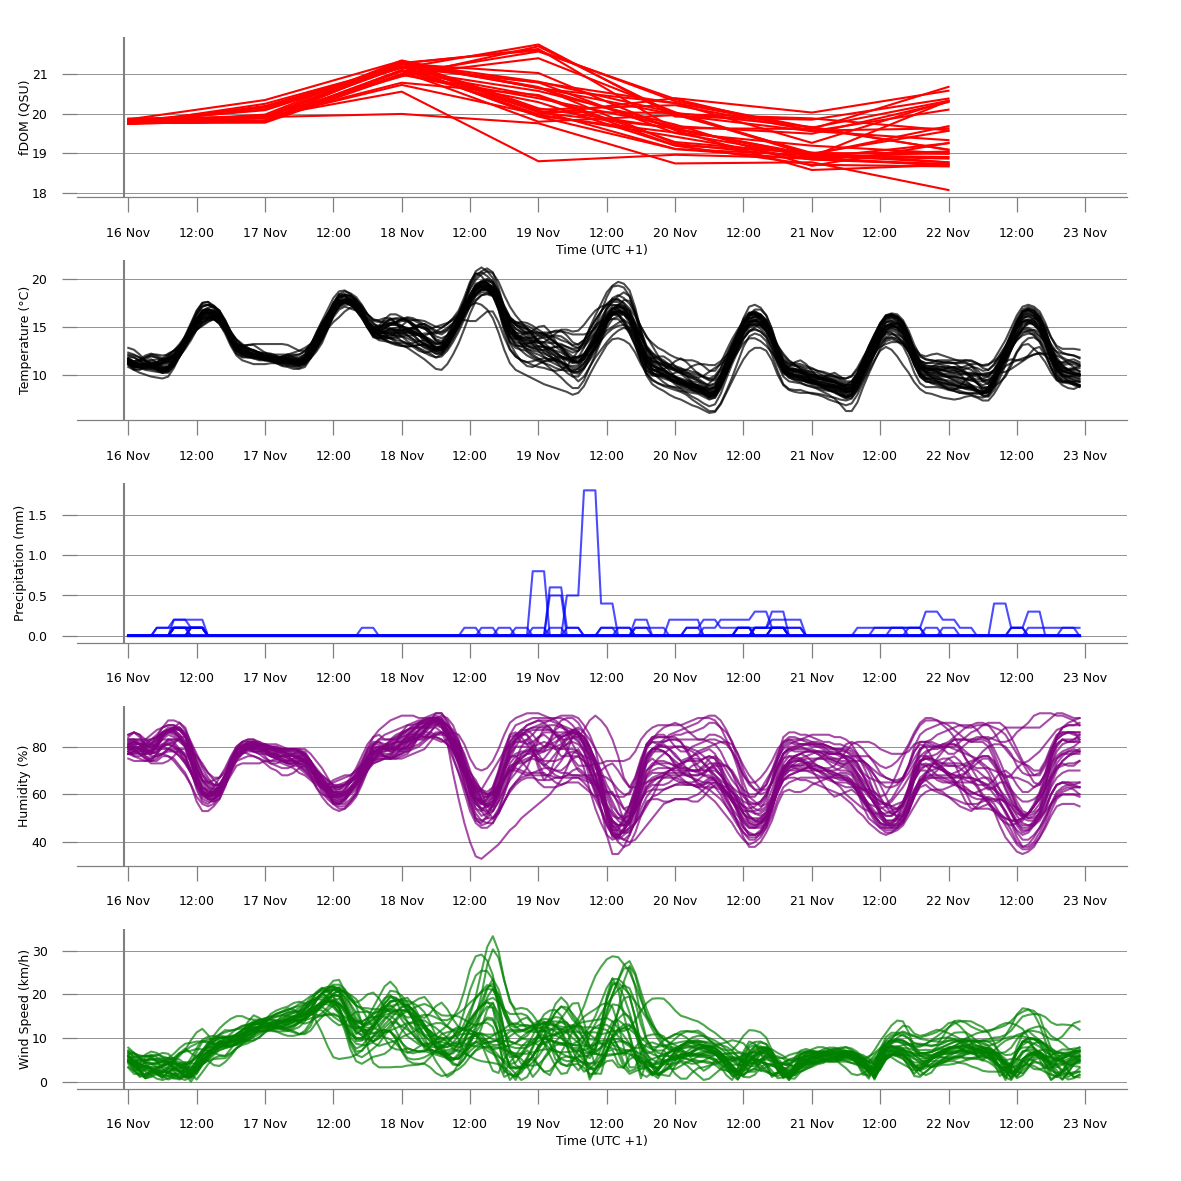 fDOM (QSU)
21
20
19
18
16 Nov 12:00 17 Nov 12:00 18 Nov 12:00 19 Nov 12:00 20 Nov 12:00 21 Nov 12:00 22 Nov 12:00 23 Nov
Time (UTC +1)
Temperature (°C)
20
15
10
16 Nov 12:00 17 Nov 12:00 18 Nov 12:00 19 Nov 12:00 20 Nov 12:00 21 Nov 12:00 22 Nov 12:00 23 Nov
Precipitation (mm)
1.5
1.0
0.5
0.0
16 Nov 12:00 17 Nov 12:00 18 Nov 12:00 19 Nov 12:00 20 Nov 12:00 21 Nov 12:00 22 Nov 12:00 23 Nov
Humidity (%)
80
60
40
16 Nov 12:00 17 Nov 12:00 18 Nov 12:00 19 Nov 12:00 20 Nov 12:00 21 Nov 12:00 22 Nov 12:00 23 Nov
Wind Speed (km/h)
30
20
10
0
16 Nov 12:00 17 Nov 12:00 18 Nov 12:00 19 Nov 12:00 20 Nov 12:00 21 Nov 12:00 22 Nov 12:00 23 Nov
Time (UTC +1)